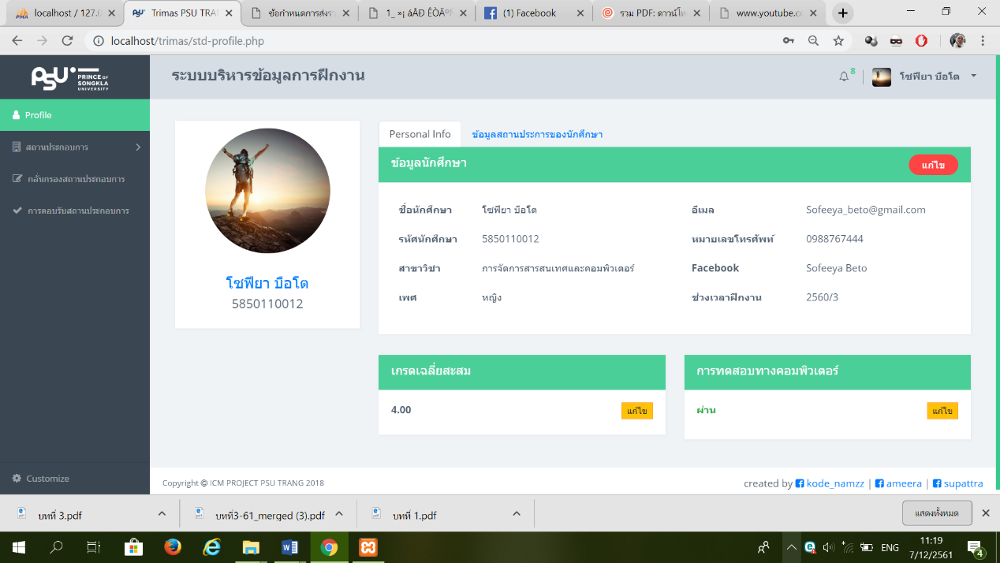 localhost / 127.0
Trimas PSU TRAN
ข้อกำหนดการส่งรา
(1) Facebook
รวม PDF: ดาวน์โห
www.youtube.co
localhost/trimas/std-profile.php
PSU PRINCE OF SONGKLA UNIVERSITY
ระบบบริหารข้อมูลการฝึกงาน
8
โซฟียา บือโต
Profile
สถานประกอบการ
กลั่นกรองสถานประกอบการ
การตอบรับสถานประกอบการ
Customize
โซฟียา บือโต
5850110012
Personal Info ข้อมูลสถานประการของนักศึกษา
ข้อมูลนักศึกษา แก้ไข
ชื่อนักศึกษา โซฟียา บือโต อีเมล Sofeeya_beto@gmail.com
รหัสนักศึกษา 5850110012 หมายเลขโทรศัพท์ 0988767444
สาขาวิชา การจัดการสารสนเทศและคอมพิวเตอร์ Facebook Sofeeya Beto
เพศ หญิง ช่วงเวลาฝึกงาน 2560/3
เกรดเฉลี่ยสะสม
4.00 แก้ไข
การทดสอบทางคอมพิวเตอร์
ผ่าน แก้ไข
Copyright © ICM PROJECT PSU TRANG 2018
created by kode_namzz | ameera | supattra
บทที่ 3.pdf
บทที่3-61_merged (3).pdf
บทที่ 1.pdf
แสดงทั้งหมด
ENG
11:19
7/12/2561
4